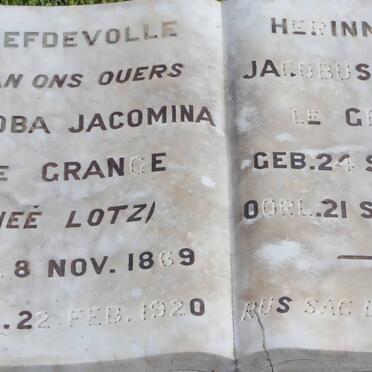 EFDEVOLLE
AN ONS OUERS
OBA JACOMINA
E GRANGE
NEÉ LOTZ)
. 8 NOV. 1869
. 22 FEB. 1920
HERINN
JACOBUS
LE G
GEB. 24 S
OORL. 21 S
RUS SAG